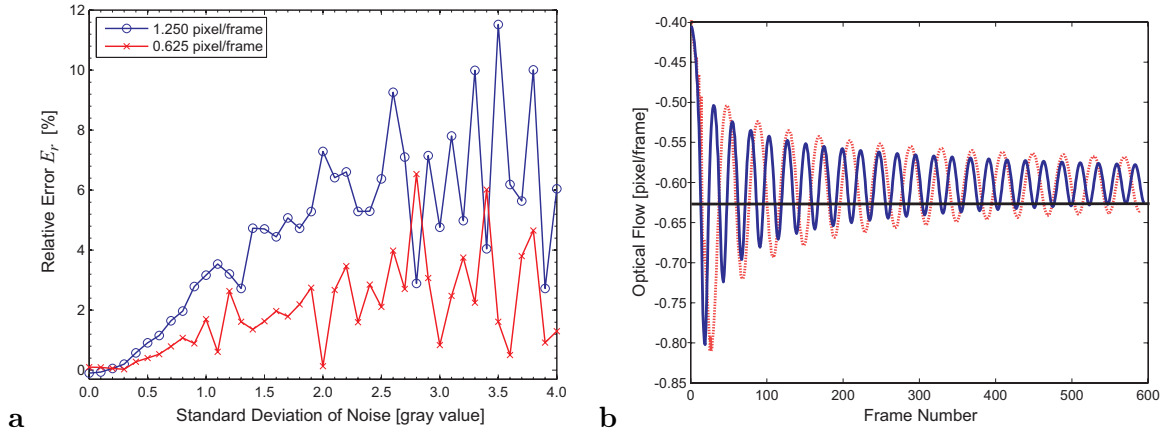 12
10
8
6
4
2
0
Relative Error E_r [%]
1.250 pixel/frame
0.625 pixel/frame
0.0 0.5 1.0 1.5 2.0 2.5 3.0 3.5 4.0
Standard Deviation of Noise [gray value]
a
-0.40
-0.50
-0.55
-0.60
-0.65
-0.70
-0.75
-0.80
-0.85
Optical Flow [pixel/frame]
0 100 200 300 400 500 600
Frame Number
b